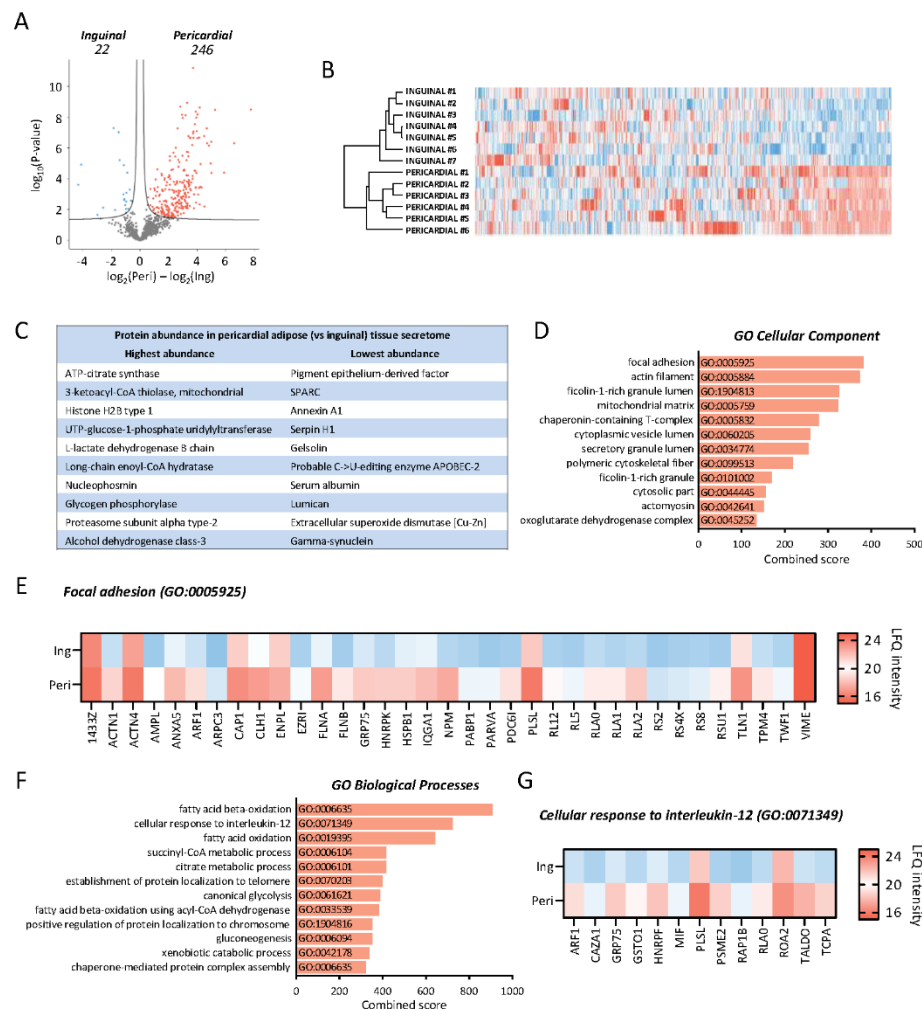 A
Inguinal
22
Pericardial
246
10
8
6
4
2
0
log10(P-value)
-4 -2 0 2 4 6 8
log2(Peri) – log2(Ing)
B
INGUINAL #1
INGUINAL #2
INGUINAL #3
INGUINAL #4
INGUINAL #5
INGUINAL #6
INGUINAL #7
PERICARDIAL #1
PERICARDIAL #2
PERICARDIAL #3
PERICARDIAL #4
PERICARDIAL #5
PERICARDIAL #6
C
Protein abundance in pericardial adipose (vs inguinal) tissue secretome
Highest abundance Lowest abundance
ATP-citrate synthase Pigment epithelium-derived factor
3-ketoacyl-CoA thiolase, mitochondrial SPARC
Histone H2B type 1 Annexin A1
UTP-glucose-1-phosphate uridylyltransferase Serpin H1
L-lactate dehydrogenase B chain Gelsolin
Long-chain enoyl-CoA hydratase Probable C->U-editing enzyme APOBEC-2
Nucleophosmin Serum albumin
Glycogen phosphorylase Lumican
Proteasome subunit alpha type-2 Extracellular superoxide dismutase [Cu-Zn]
Alcohol dehydrogenase class-3 Gamma-synuclein
D
GO Cellular Component
focal adhesion GO:0005925
actin filament GO:0005884
ficolin-1-rich granule lumen GO:1904813
mitochondrial matrix GO:0005759
chaperonin-containing T-complex GO:0005832
cytoplasmic vesicle lumen GO:0060205
secretory granule lumen GO:0034774
polymeric cytoskeletal fiber GO:0099513
ficolin-1-rich granule GO:0101002
cytosolic part GO:0044445
actomyosin GO:0042641
oxoglutarate dehydrogenase complex GO:0045252
0 100 200 300 400 500
Combined score
E
Focal adhesion (GO:0005925)
Ing
Peri
1433Z ACTN1 ACTN4 AMPL ANXA5 ARF1 ARPC3 CAP1 CLH1 ENPL EZRI FLNA FLNB GRP75 HNRPK HSPB1 IQGA1 NPM PABP1 PARVA PDC6I PLSL RL12 RL5 RLA0 RLA1 RLA2 RS2 RS4X RS8 RSU1 TLN1 TPM4 TWF1 VIME
24
20
16
LFQ intensity
F
GO Biological Processes
fatty acid beta-oxidation GO:0006635
cellular response to interleukin-12 GO:0071349
fatty acid oxidation GO:0019395
succinyl-CoA metabolic process GO:0006104
citrate metabolic process GO:0006101
establishment of protein localization to telomere GO:0070203
canonical glycolysis GO:0061621
fatty acid beta-oxidation using acyl-CoA dehydrogenase GO:0033539
positive regulation of protein localization to chromosome GO:1904816
gluconeogenesis GO:0006094
xenobiotic catabolic process GO:0042178
chaperone-mediated protein complex assembly GO:0006635
0 200 400 600 800 1000
Combined score
G
Cellular response to interleukin-12 (GO:0071349)
Ing
Peri
ARF1 CAZA1 GRP75 GSTO1 HNRPF MIF PLSL PSME2 RAP1B RLA0 ROA2 TALDO TCPA
24
20
16
LFQ intensity